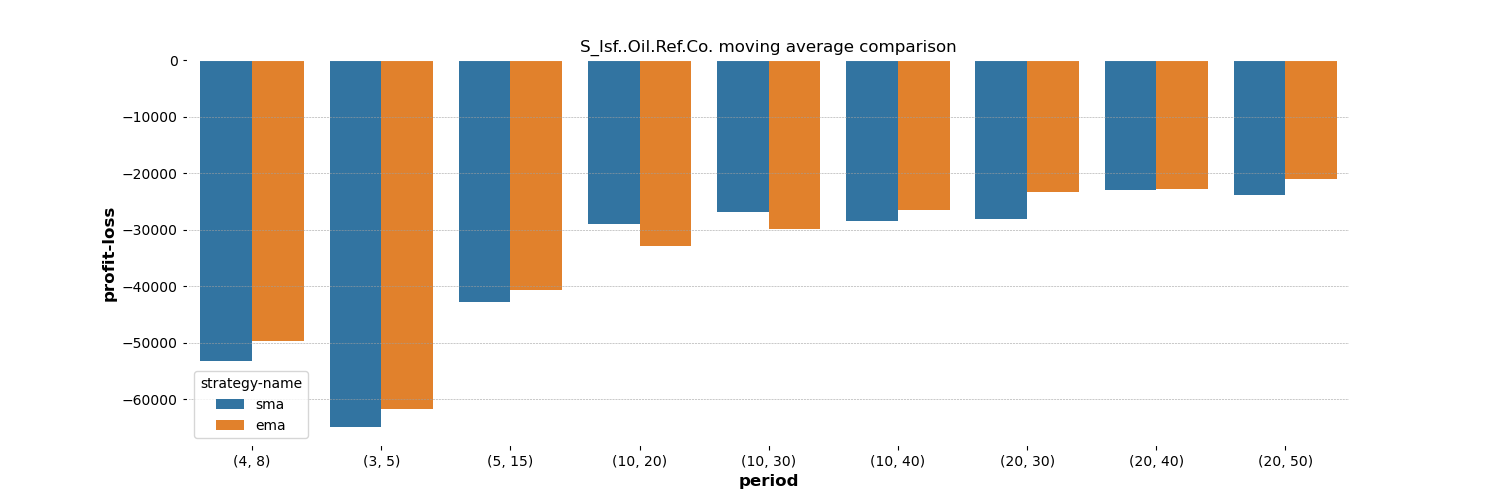 S_Isf..Oil.Ref.Co. moving average comparison
0
−10000
−20000
−30000
−40000
−50000
−60000
profit-loss
strategy-name
sma
ema
(4, 8) (3, 5) (5, 15) (10, 20) (10, 30) (10, 40) (20, 30) (20, 40) (20, 50)
period